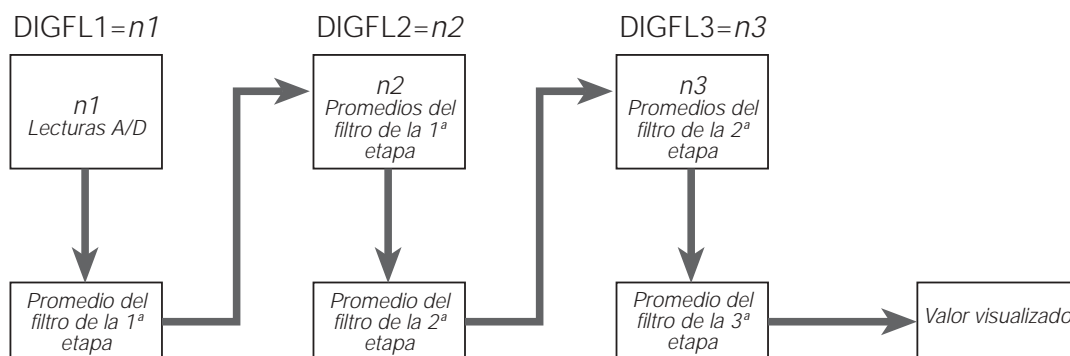 DIGFL1=n1
DIGFL2=n2
DIGFL3=n3
n1
Lecturas A/D
n2
Promedios del
filtro de la 1ª
etapa
n3
Promedios del
filtro de la 2ª
etapa
Promedio del
filtro de la 1ª
etapa
Promedio del
filtro de la 2ª
etapa
Promedio del
filtro de la 3ª
etapa
Valor visualizado